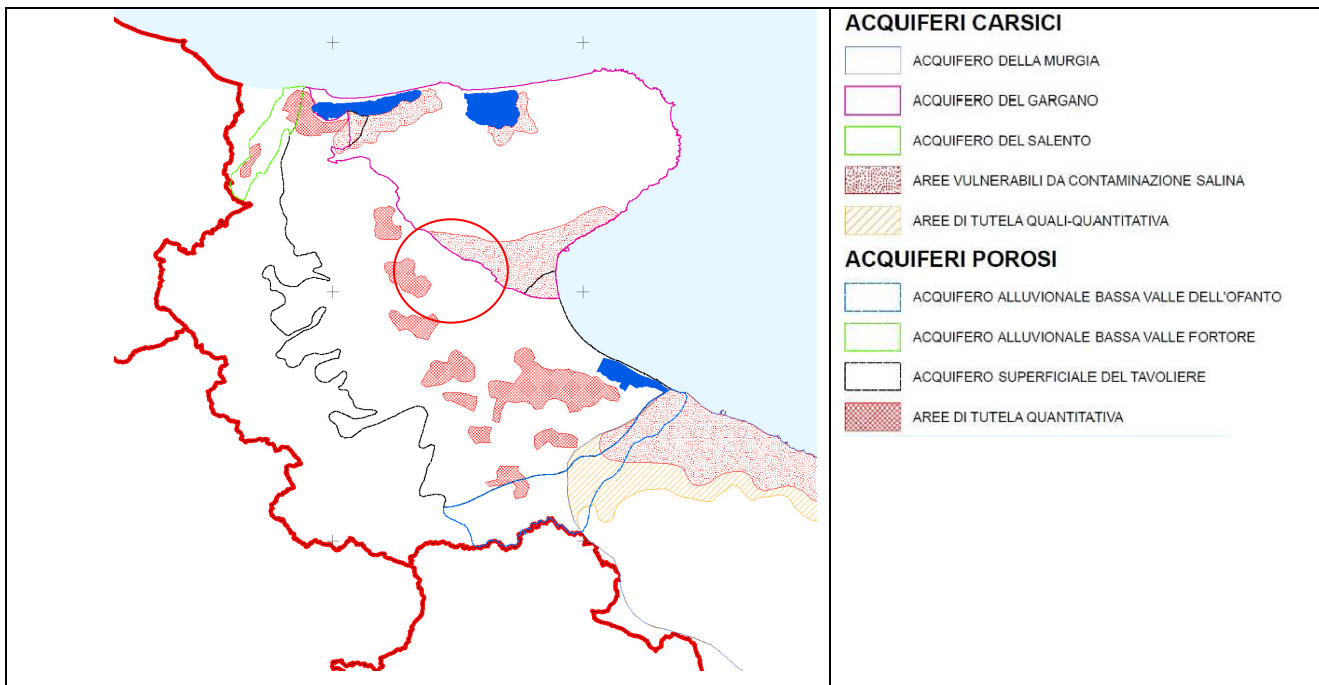 ACQUIFERI CARSICI
ACQUIFERO DELLA MURGIA
ACQUIFERO DEL GARGANO
ACQUIFERO DEL SALENTO
AREE VULNERABILI DA CONTAMINAZIONE SALINA
AREE DI TUTELA QUALI-QUANTITATIVA
ACQUIFERI POROSI
ACQUIFERO ALLUVIONALE BASSA VALLE DELL'OFANTO
ACQUIFERO ALLUVIONALE BASSA VALLE FORTORE
ACQUIFERO SUPERFICIALE DEL TAVOLIERE
AREE DI TUTELA QUANTITATIVA